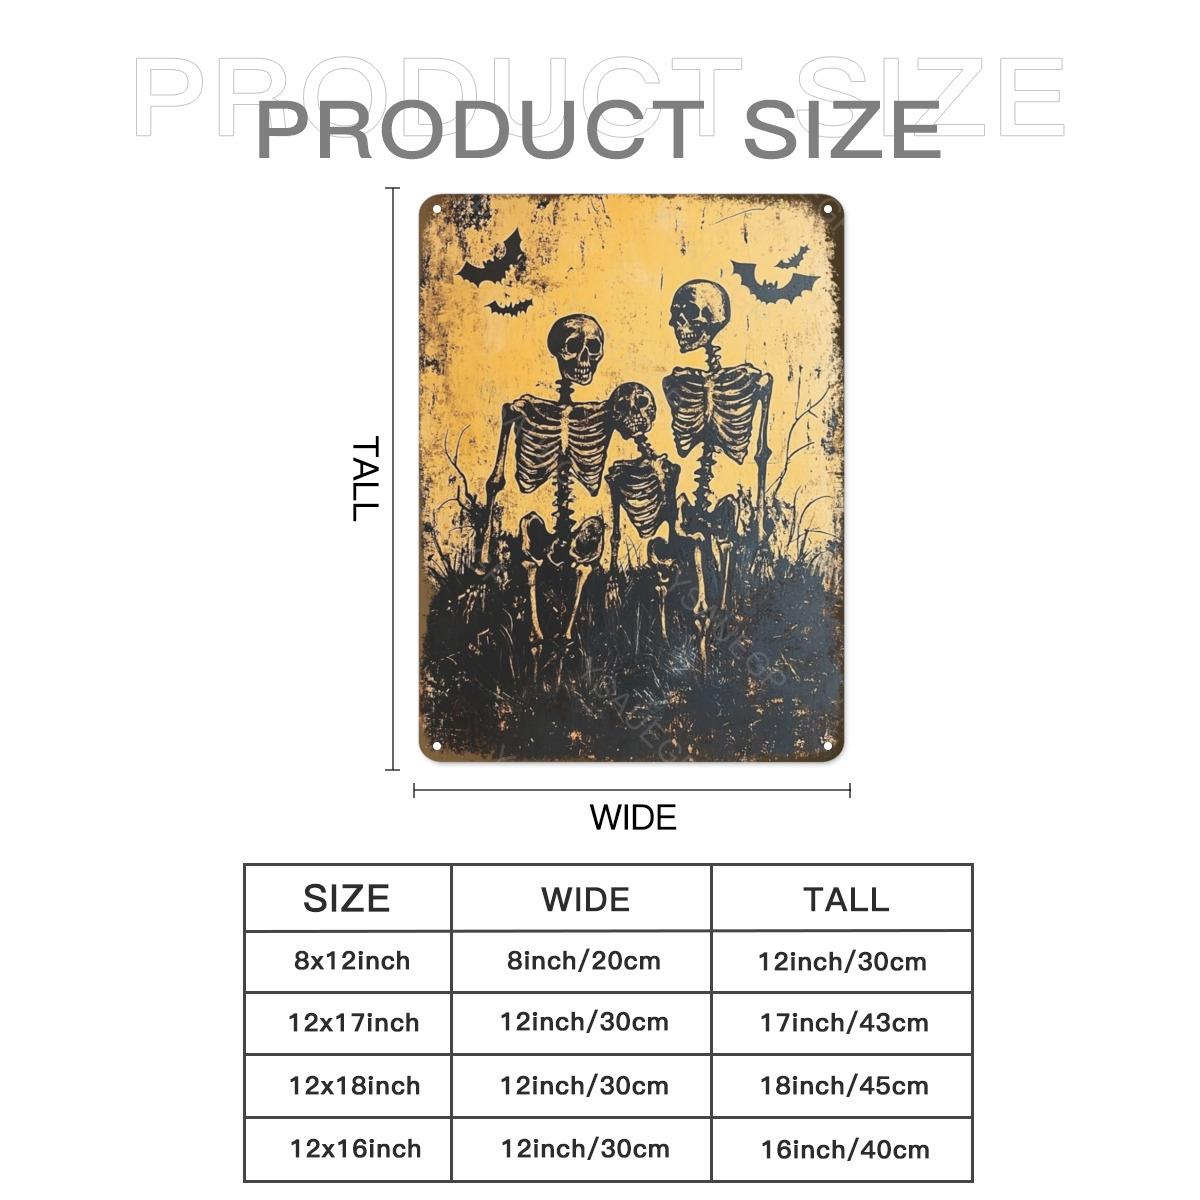 PRODUCT SIZE
PRODUCT SIZE
TALL
WIDE
SIZE WIDE TALL
8x12inch 8inch/20cm 12inch/30cm
12x17inch 12inch/30cm 17inch/43cm
12x18inch 12inch/30cm 18inch/45cm
12x16inch 12inch/30cm 16inch/40cm